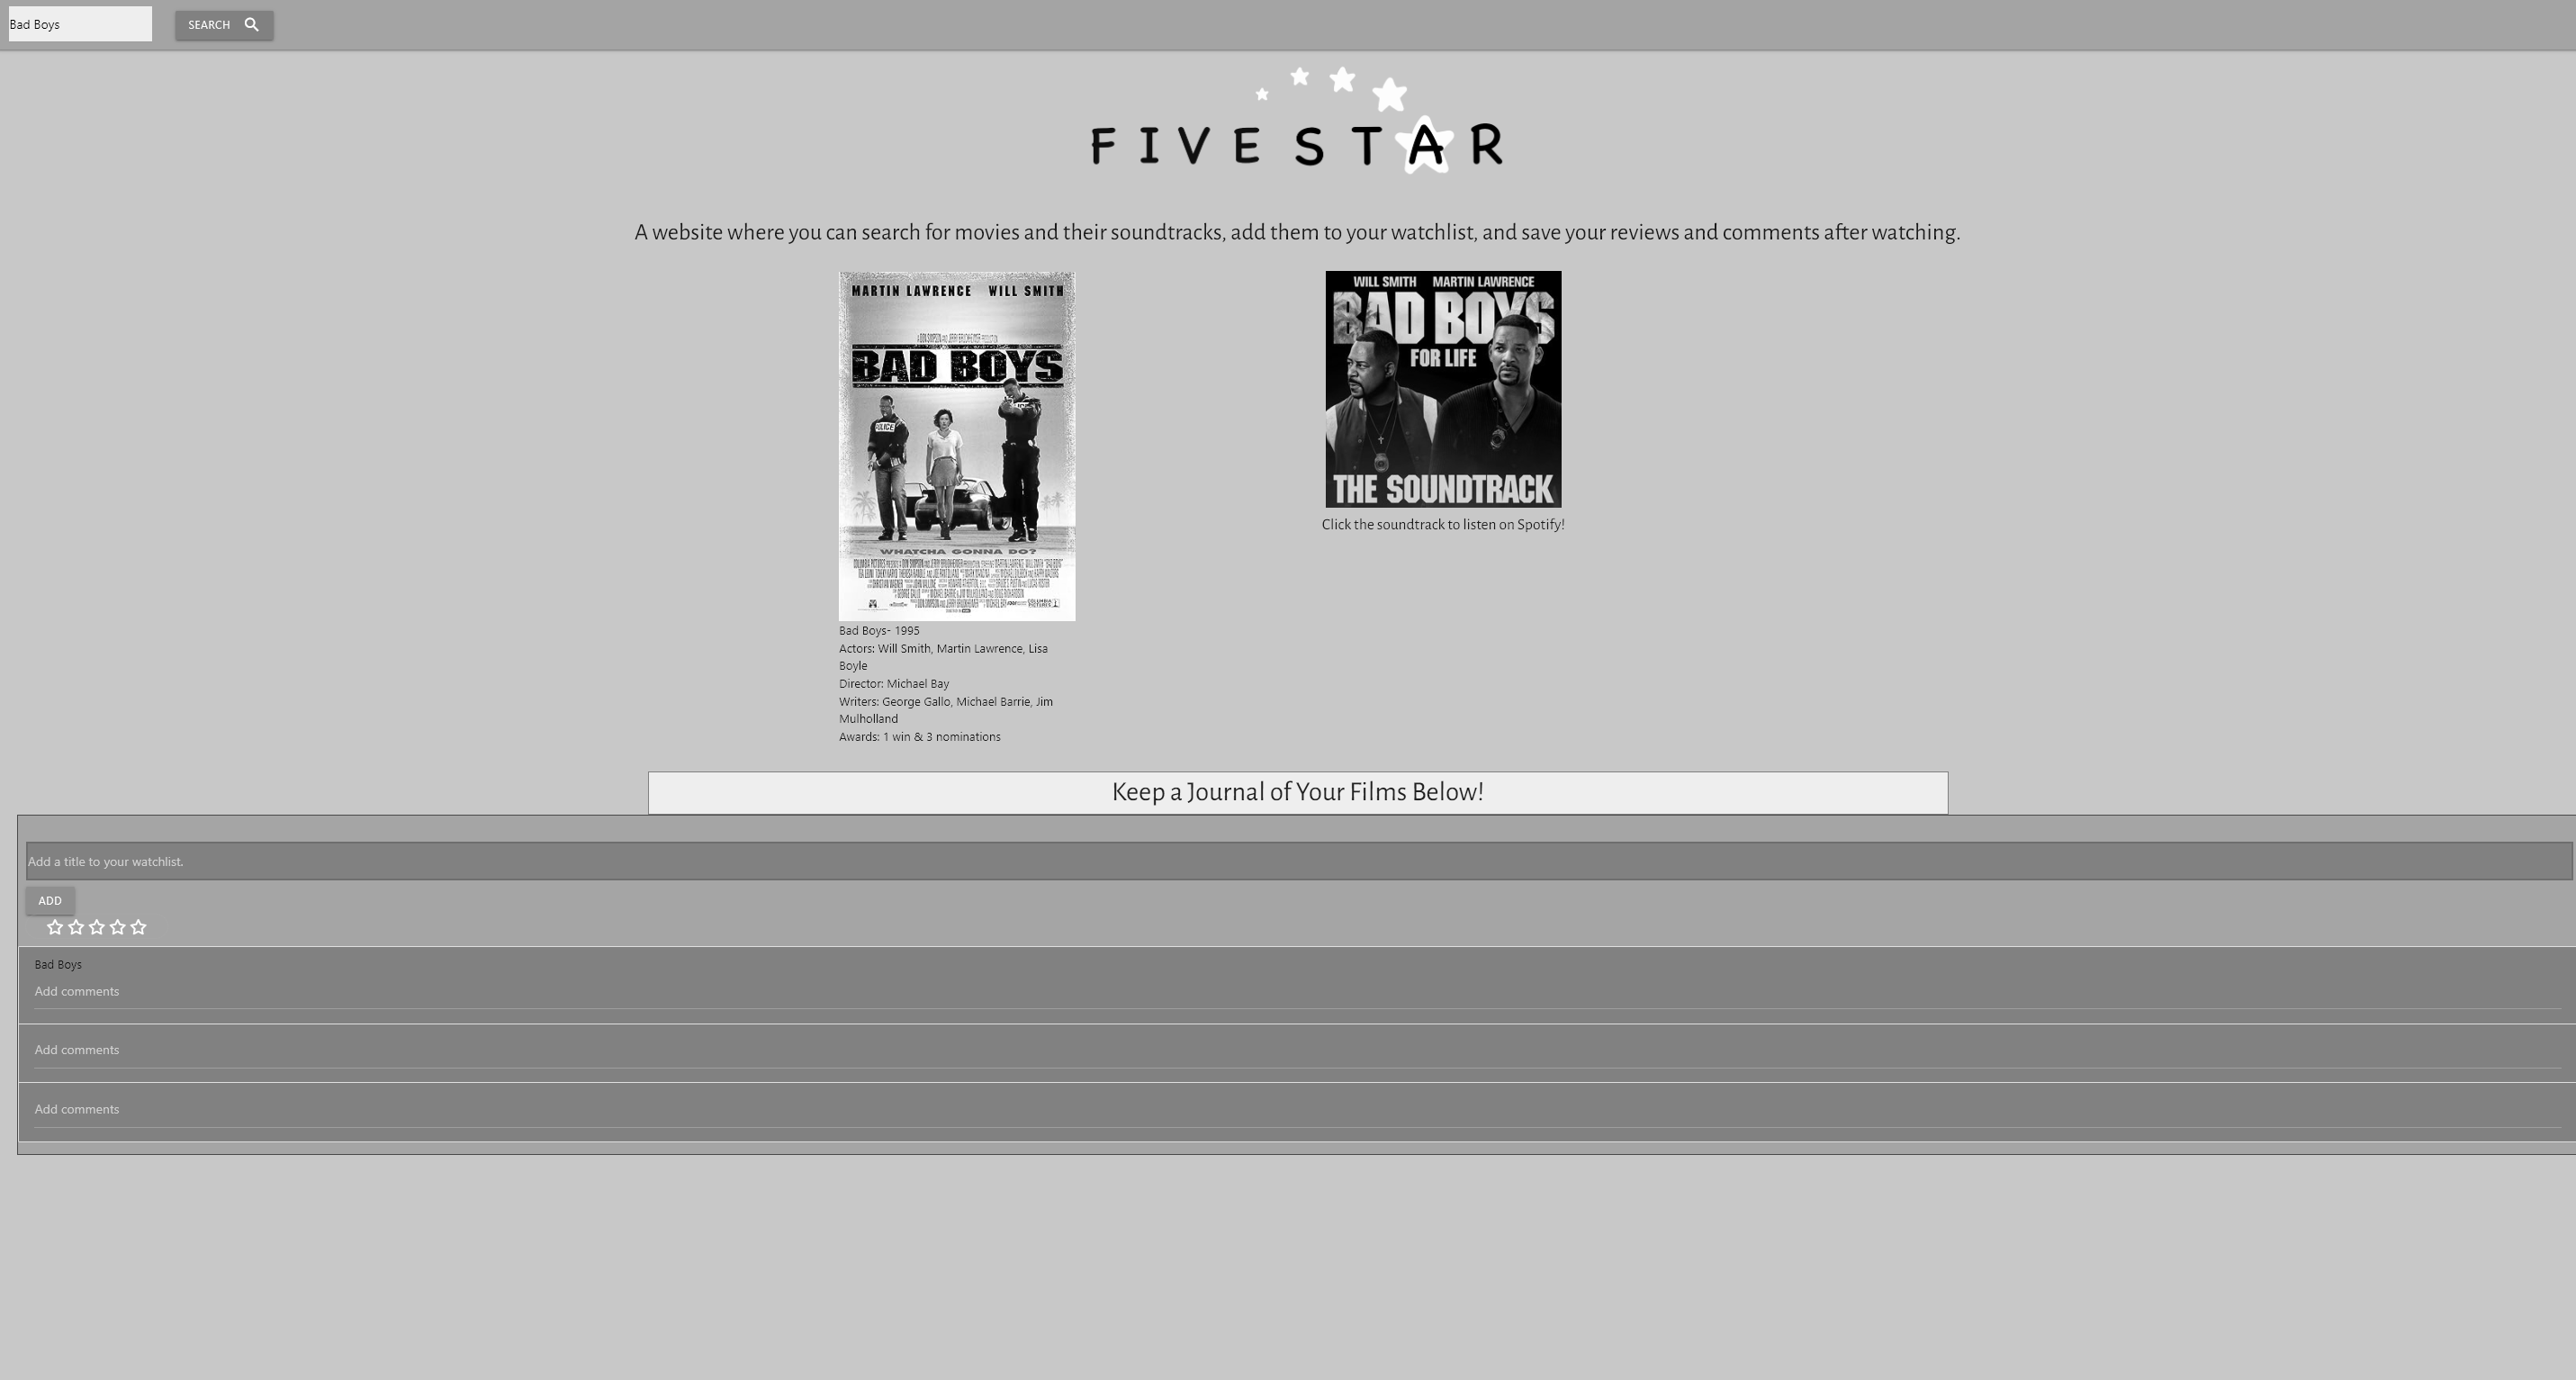 Bad Boys
SEARCH
FIVE STAR
A website where you can search for movies and their soundtracks, add them to your watchlist, and save your reviews and comments after watching.
MARTIN LAWRENCE WILL SMITH
BAD BOYS
POLICE
WHATCHA GONNA DO?
WILL SMITH MARTIN LAWRENCE
BAD BOYS
FOR LIFE
THE SOUNDTRACK
Click the soundtrack to listen on Spotify!
Bad Boys- 1995
Actors: Will Smith, Martin Lawrence, Lisa
Boyle
Director: Michael Bay
Writers: George Gallo, Michael Barrie, Jim
Mulholland
Awards: 1 win & 3 nominations
Keep a Journal of Your Films Below!
Add a title to your watchlist.
ADD
Bad Boys
Add comments
Add comments
Add comments